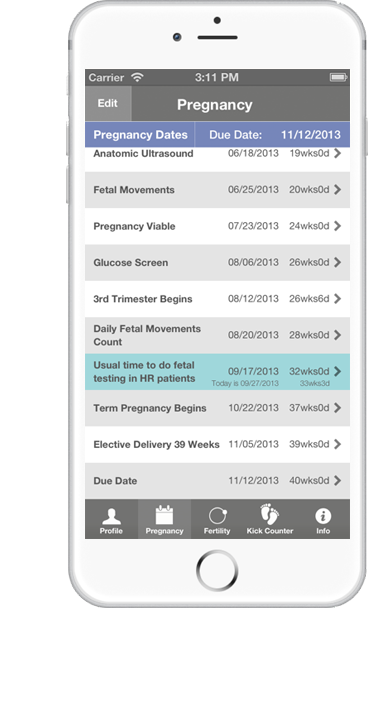 Carrier 3:11 PM
Edit Pregnancy
Pregnancy Dates Due Date: 11/12/2013
Anatomic Ultrasound 06/18/2013 19wks0d
Fetal Movements 06/25/2013 20wks0d
Pregnancy Viable 07/23/2013 24wks0d
Glucose Screen 08/06/2013 26wks0d
3rd Trimester Begins 08/12/2013 26wks6d
Daily Fetal Movements
Count 08/20/2013 28wks0d
Usual time to do fetal
testing in HR patients 09/17/2013 32wks0d
Today is 09/27/2013 33wks3d
Term Pregnancy Begins 10/22/2013 37wks0d
Elective Delivery 39 Weeks 11/05/2013 39wks0d
Due Date 11/12/2013 40wks0d
Profile Pregnancy Fertility Kick Counter Info